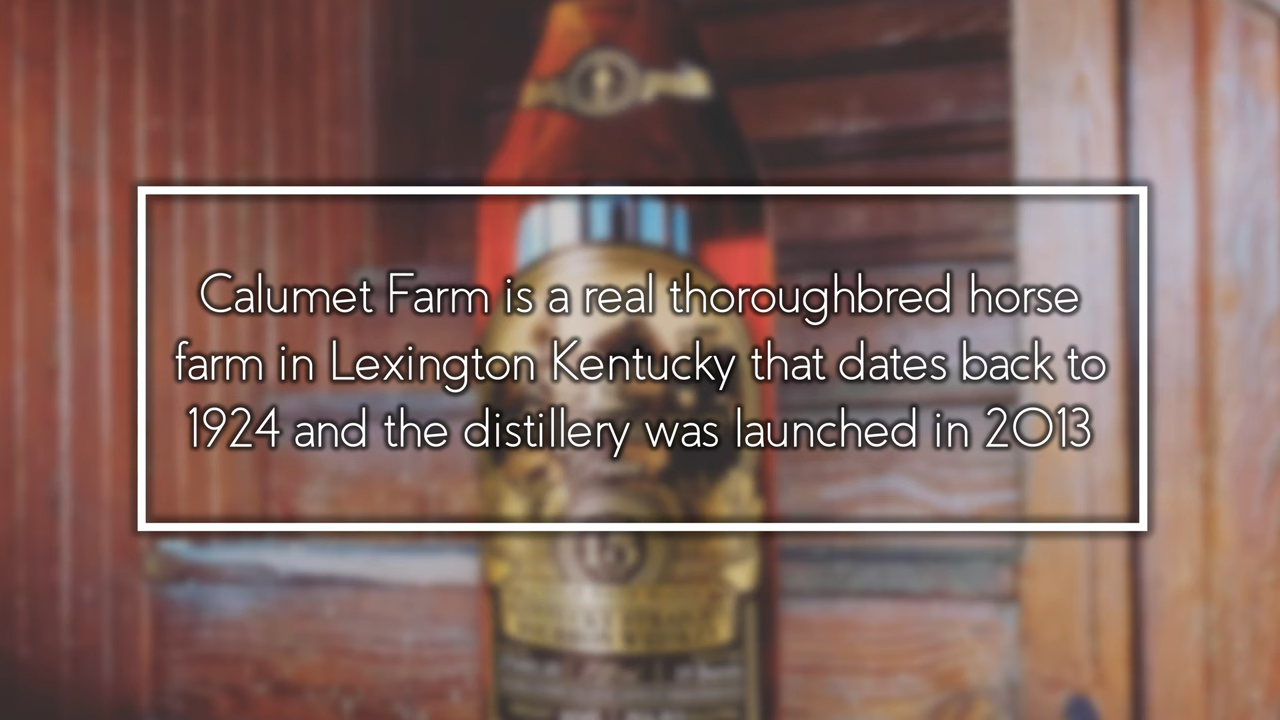 Calumet Farm is a real thoroughbred horse
farm in Lexington Kentucky that dates back to
1924 and the distillery was launched in 2013
15